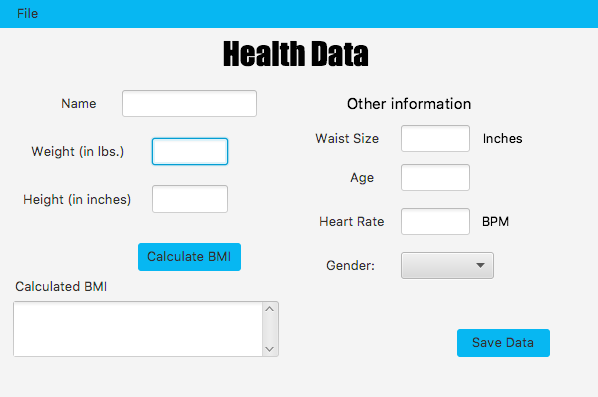 File
Health Data
Name
Weight (in lbs.)
Height (in inches)
Calculate BMI
Calculated BMI
Other information
Waist Size Inches
Age
Heart Rate BPM
Gender:
Save Data